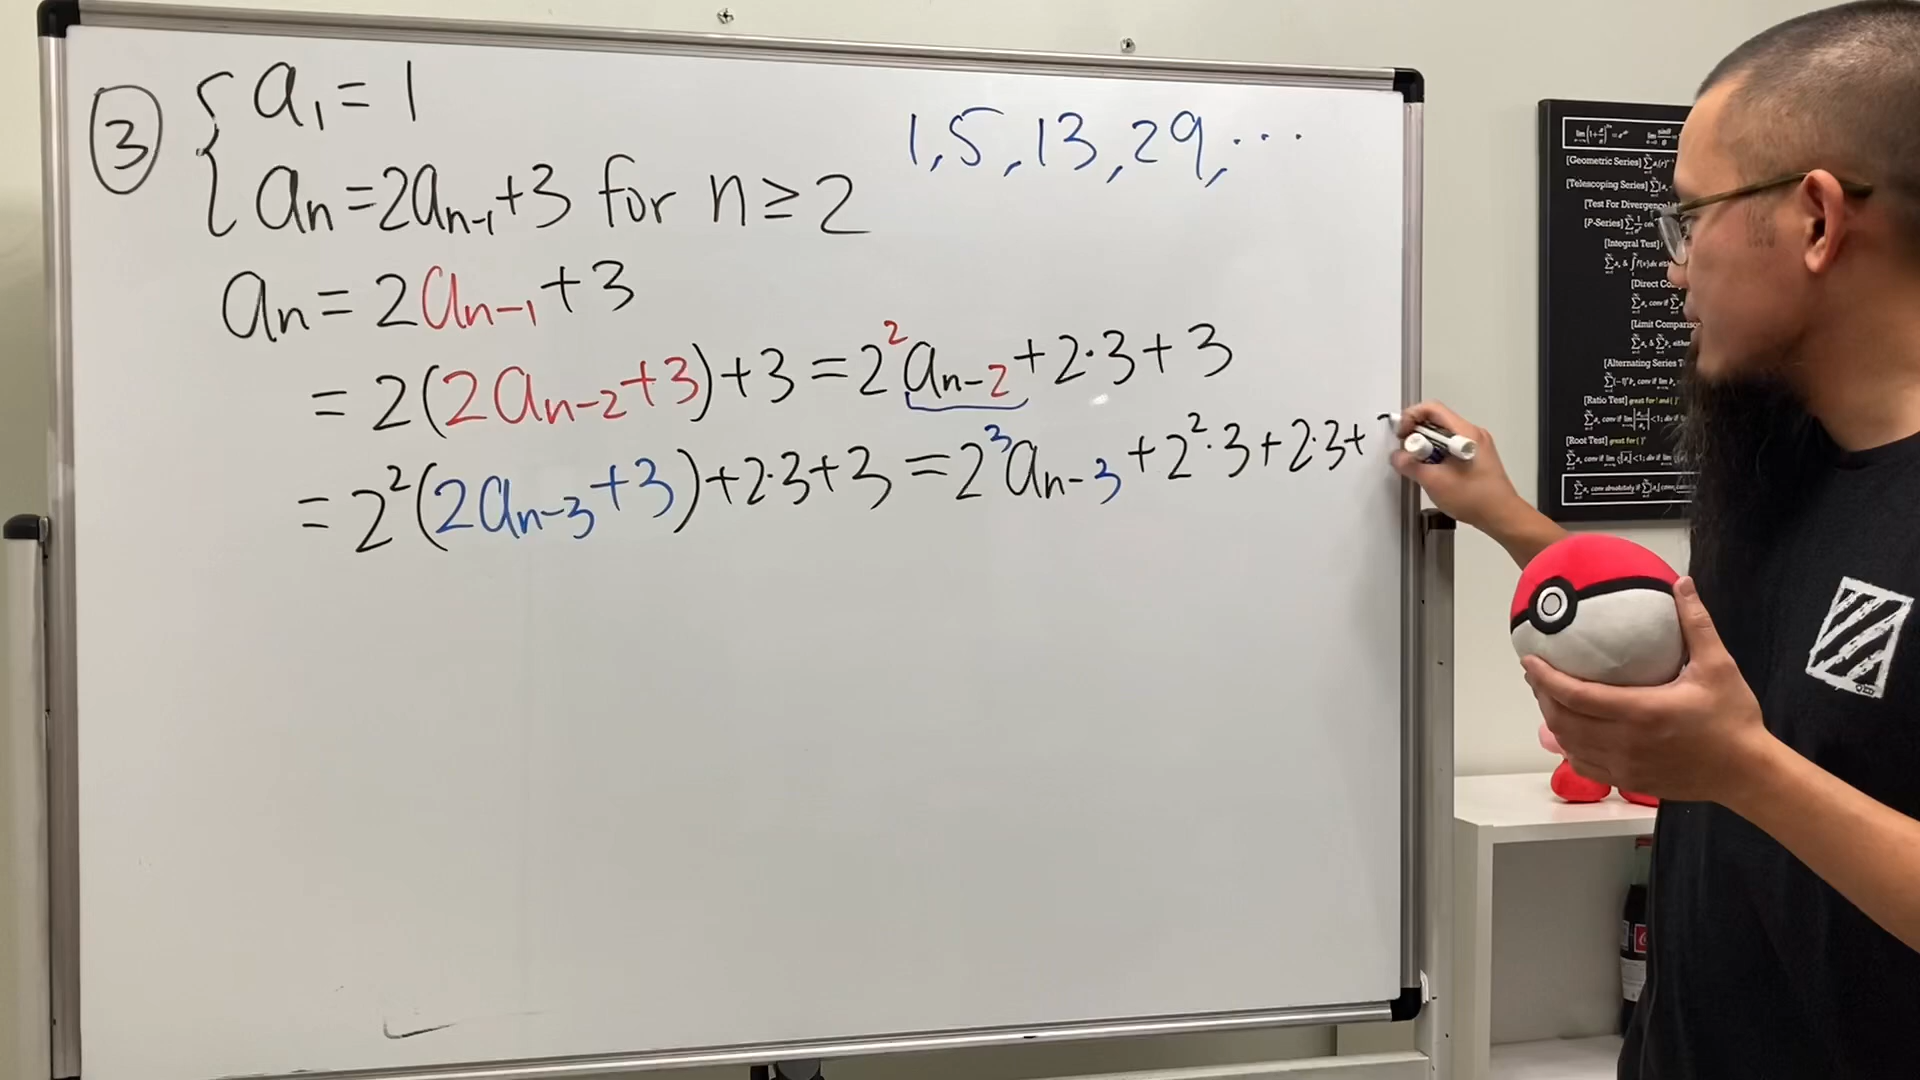 ③ { a₁ = 1
aₙ = 2aₙ₋₁ + 3 for n ≥ 2
1, 5, 13, 29, ...
aₙ = 2aₙ₋₁ + 3
= 2(2aₙ₋₂ + 3) + 3 = 2² aₙ₋₂ + 2·3 + 3
= 2²(2aₙ₋₃ + 3) + 2·3 + 3 = 2³ aₙ₋₃ + 2²·3 + 2·3 +
[Geometric Series]
[Telescoping Series]
[Test For Divergence]
[P-Series]
[Integral Test]
[Direct
[Limit
[Alternating Series
[Ratio Test] great for ! and ( )ⁿ
[Root Test] great for ( )ⁿ